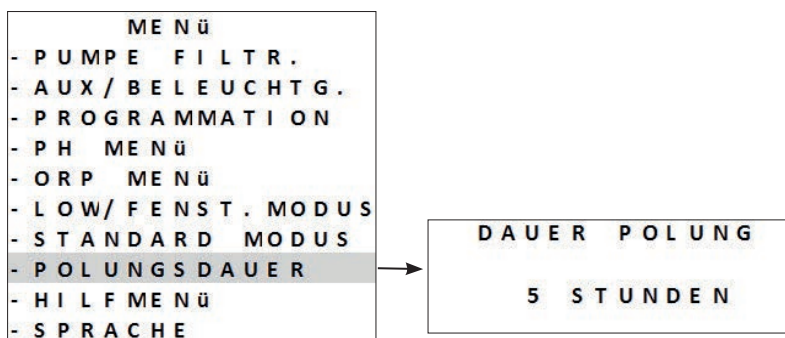 MENü
- PUMPE FILTR.
- AUX/BELEUCHTG.
- PROGRAMMATION
- PH MENü
- ORP MENü
- LOW/FENST. MODUS
- STANDARD MODUS
- POLUNGSDAUER
- HILFMENü
- SPRACHE
DAUER POLUNG
5 STUNDEN